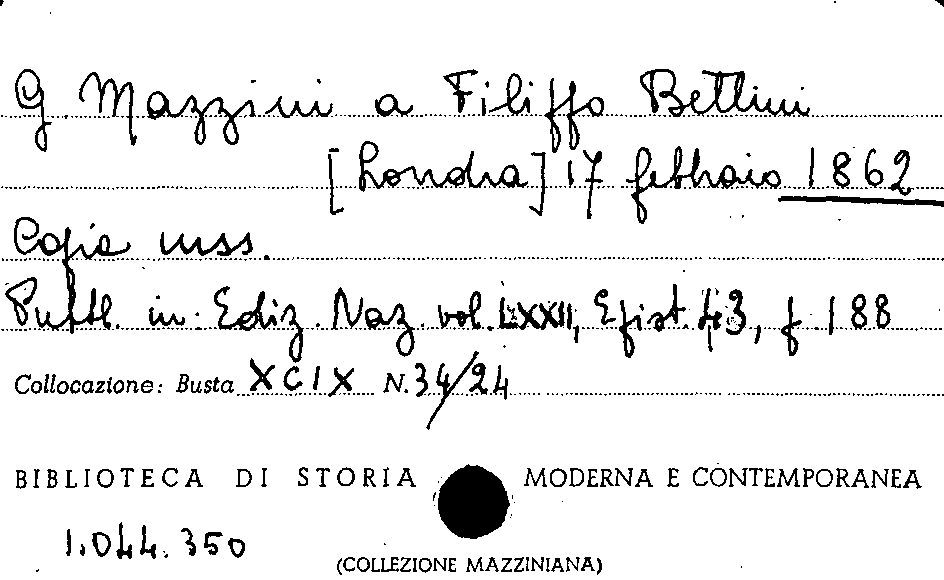 G. Mazzini a Filippo Bettini
[Londra] 17 febbraio 1862
Copia mss.
Pubbl. in Ediz. Naz. vol. LXXII, Epist. 43, p. 188
Collocazione: Busta XCIX N. 34/24
BIBLIOTECA DI STORIA MODERNA E CONTEMPORANEA
1.044.350
(COLLEZIONE MAZZINIANA)